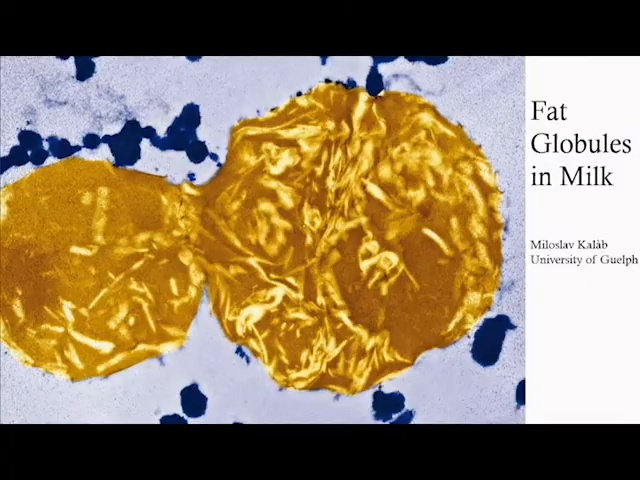 Fat
Globules
in Milk
Miloslav Kaláb
University of Guelph